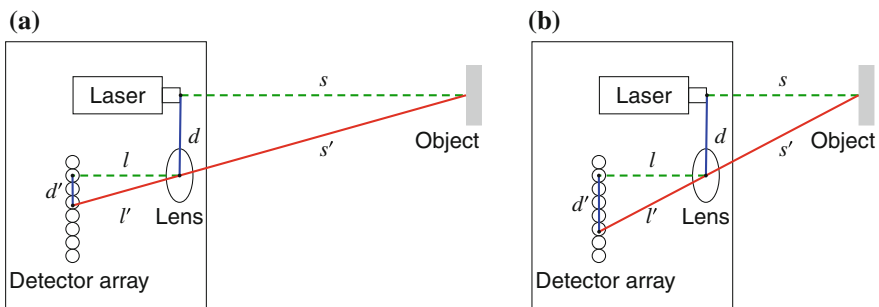 (a)
Laser
s
d
Object
s′
l
d′
l′
Lens
Detector array
(b)
Laser
s
d
Object
s′
l
d′
l′
Lens
Detector array